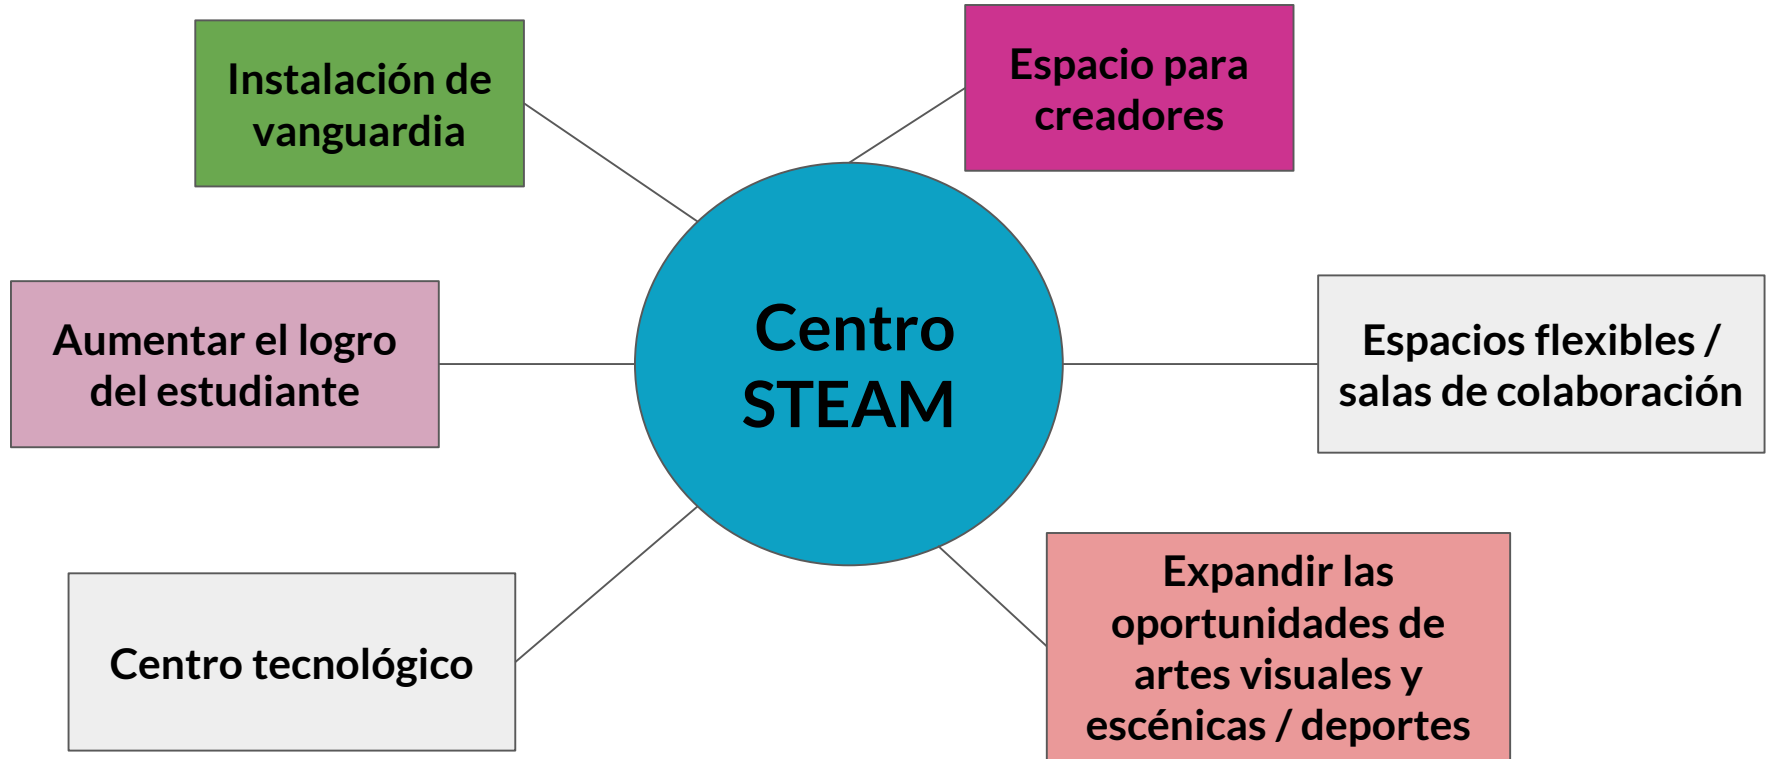 Instalación de
vanguardia
Espacio para
creadores
Centro
STEAM
Aumentar el logro
del estudiante
Espacios flexibles /
salas de colaboración
Centro tecnológico
Expandir las
oportunidades de
artes visuales y
escénicas / deportes